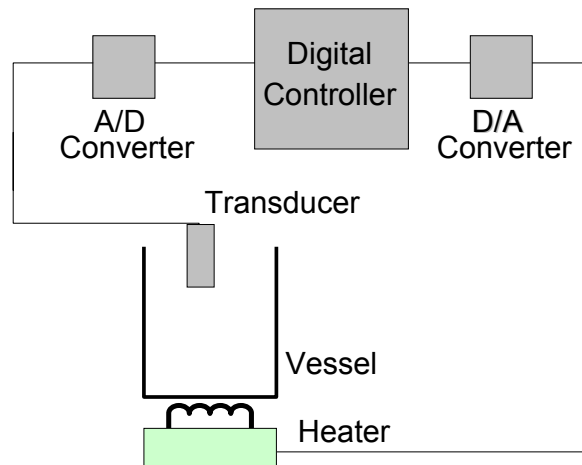 Digital
Controller
A/D
Converter
D/A
Converter
Transducer
Vessel
Heater